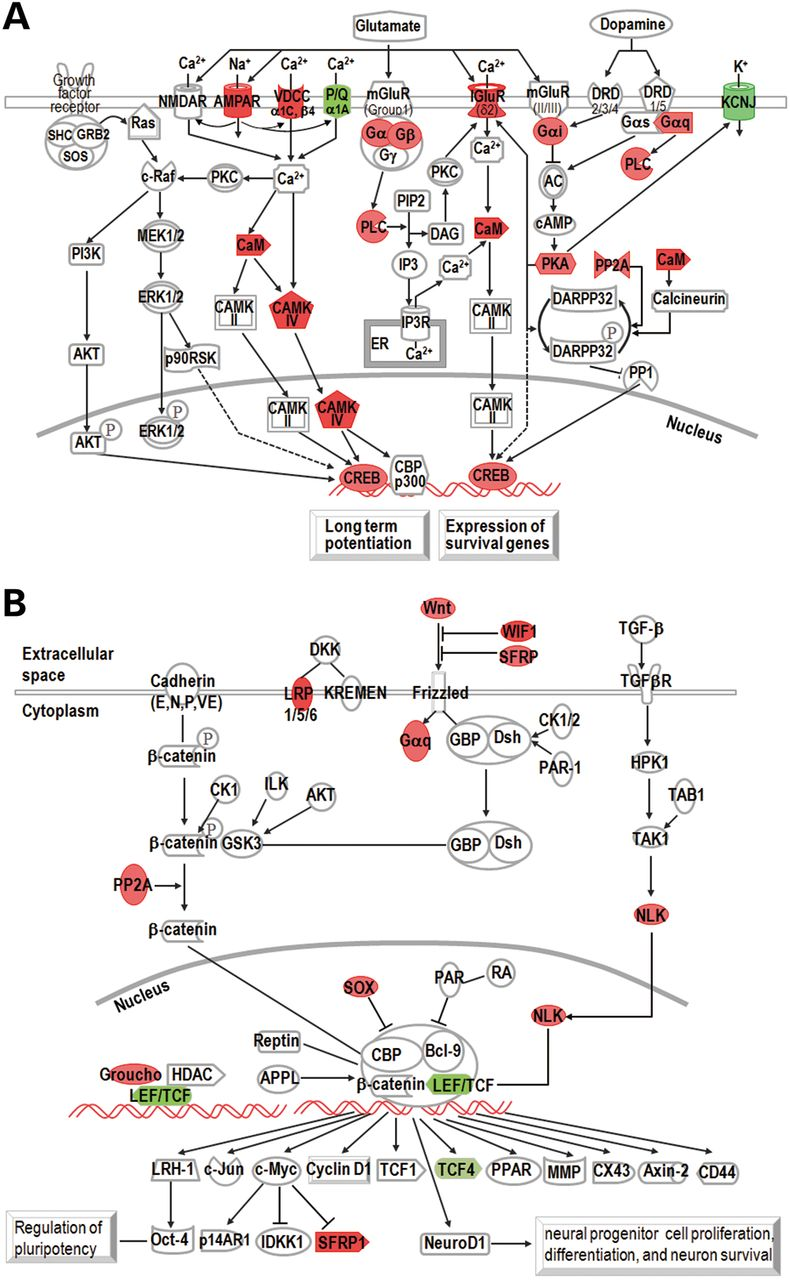 A
Glutamate
Dopamine
Ca²⁺
Na⁺
Ca²⁺
Ca²⁺
Ca²⁺
K⁺
Growth
factor
receptor
NMDAR
AMPAR
VDCC
α1C, β4
P/Q
α1A
mGluR
(Group1)
iGluR
(δ2)
mGluR
(II/III)
DRD
2/3/4
DRD
1/5
KCNJ
SHC
GRB2
SOS
Ras
Gα
Gβ
Gγ
Gαi
Gαs
Gαq
PLC
c-Raf
PKC
Ca²⁺
Ca²⁺
PKC
AC
MEK1/2
PI3K
CaM
PLC
PIP2
DAG
CaM
cAMP
IP3
Ca²⁺
PKA
PP2A
CaM
ERK1/2
CAMK
II
CAMK
IV
IP3R
ER
Ca²⁺
CAMK
II
DARPP32
Calcineurin
P
DARPP32
AKT
p90RSK
PP1
CAMK
II
CAMK
IV
CAMK
II
Nucleus
AKT
P
ERK1/2
P
CREB
CBP
p300
CREB
Long term
potentiation
Expression of
survival genes
B
Wnt
WIF1
SFRP
TGF-β
Extracellular
space
Cytoplasm
DKK
Cadherin
(E,N,P,VE)
LRP
1/5/6
KREMEN
Frizzled
TGFβR
P
β-catenin
Gαq
GBP
Dsh
CK1/2
PAR-1
HPK1
CK1
ILK
AKT
TAB1
P
β-catenin
GSK3
GBP
Dsh
TAK1
PP2A
NLK
β-catenin
Nucleus
SOX
PAR
RA
NLK
Reptin
CBP
Bcl-9
Groucho
HDAC
LEF/TCF
APPL
β-catenin
LEF/TCF
LRH-1
c-Jun
c-Myc
Cyclin D1
TCF1
TCF4
PPAR
MMP
CX43
Axin-2
CD44
Regulation of
pluripotency
Oct-4
p14AR1
IDKK1
SFRP1
NeuroD1
neural progenitor cell proliferation,
differentiation, and neuron survival